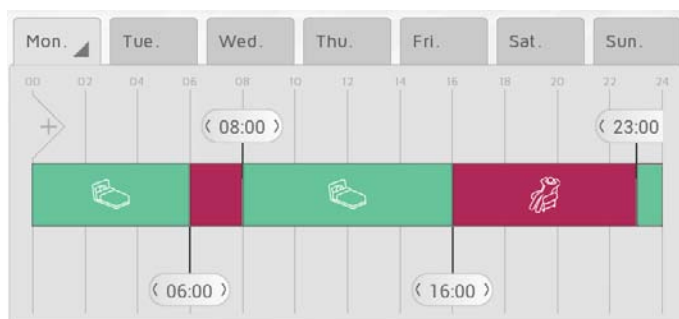 Mon. Tue. Wed. Thu. Fri. Sat. Sun.
00 02 04 06 08 10 12 14 16 18 20 22 24
+ < 08:00 > < 23:00
< 06:00 > < 16:00 >